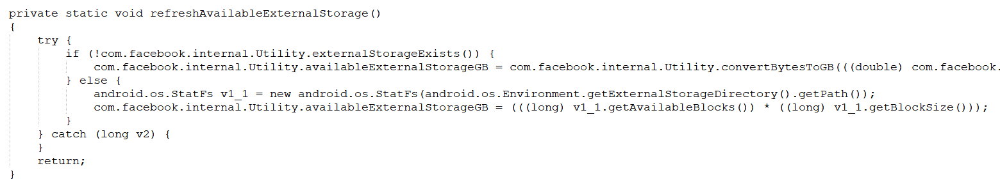 private static void refreshAvailableExternalStorage()
{
    try {
        if (!com.facebook.internal.Utility.externalStorageExists()) {
            com.facebook.internal.Utility.availableExternalStorageGB = com.facebook.internal.Utility.convertBytesToGB(((double) com.facebook.
        } else {
            android.os.StatFs v1_1 = new android.os.StatFs(android.os.Environment.getExternalStorageDirectory().getPath());
            com.facebook.internal.Utility.availableExternalStorageGB = (((long) v1_1.getAvailableBlocks()) * ((long) v1_1.getBlockSize()));
        }
    } catch (long v2) {
    }
    return;
}